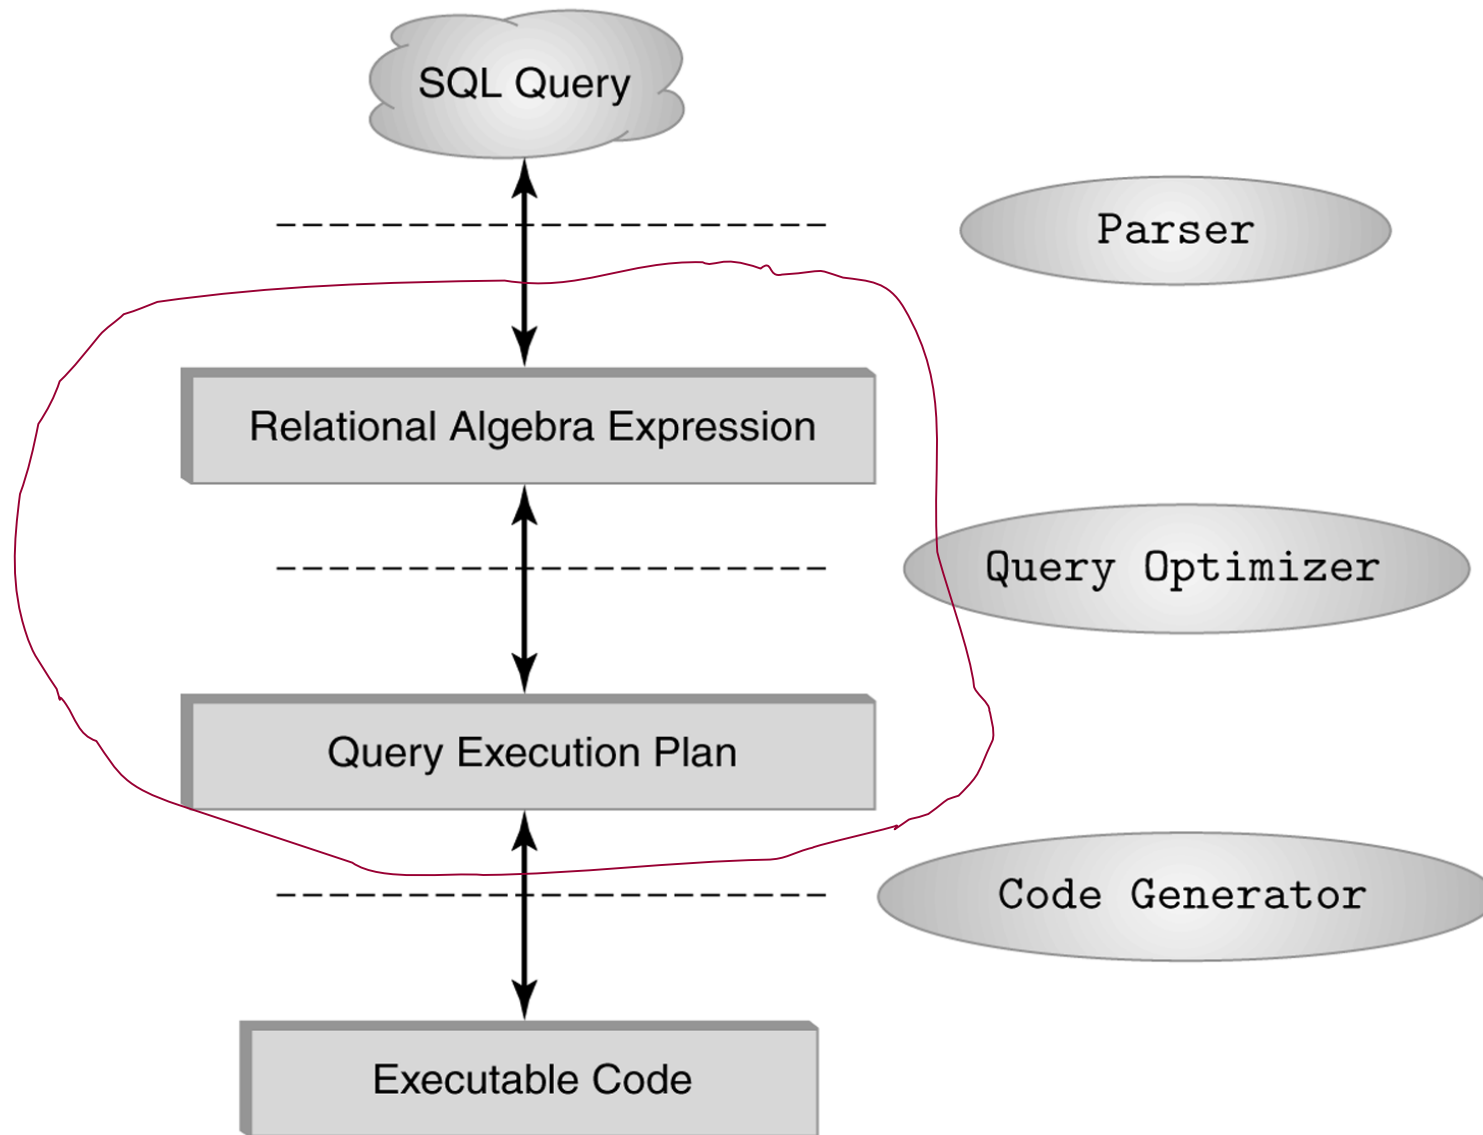 SQL Query
Parser
Relational Algebra Expression
Query Optimizer
Query Execution Plan
Code Generator
Executable Code